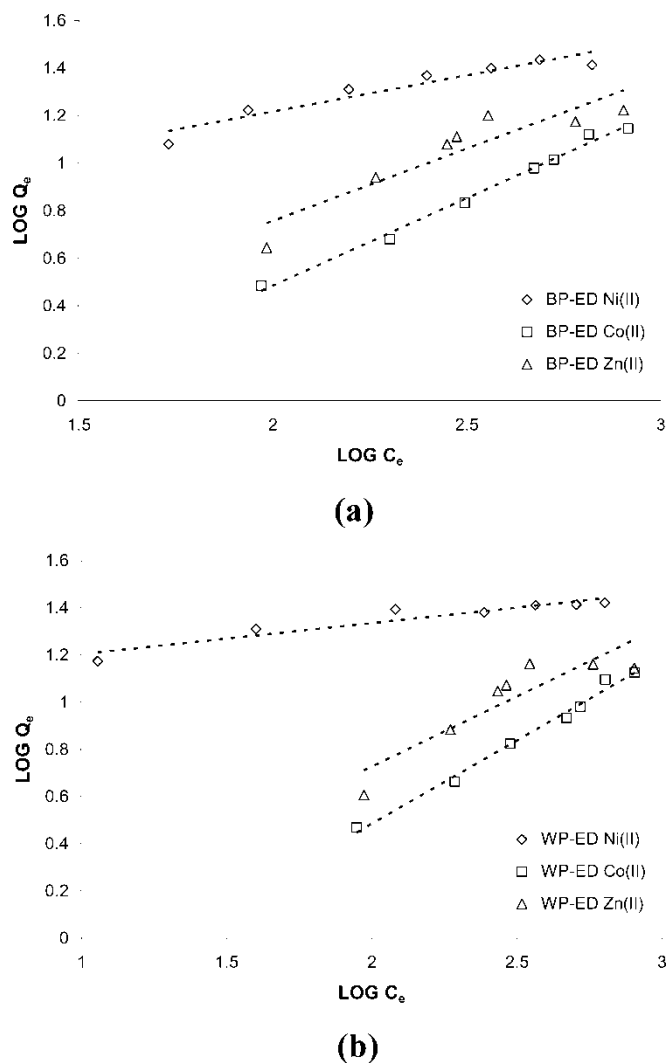 1.6
1.4
1.2
1
0.8
0.6
0.4
0.2
0
LOG Qe
BP-ED Ni(II)
BP-ED Co(II)
BP-ED Zn(II)
1.5 2 2.5 3
LOG Ce
(a)
1.6
1.4
1.2
1
0.8
0.6
0.4
0.2
0
LOG Qe
WP-ED Ni(II)
WP-ED Co(II)
WP-ED Zn(II)
1 1.5 2 2.5 3
LOG Ce
(b)